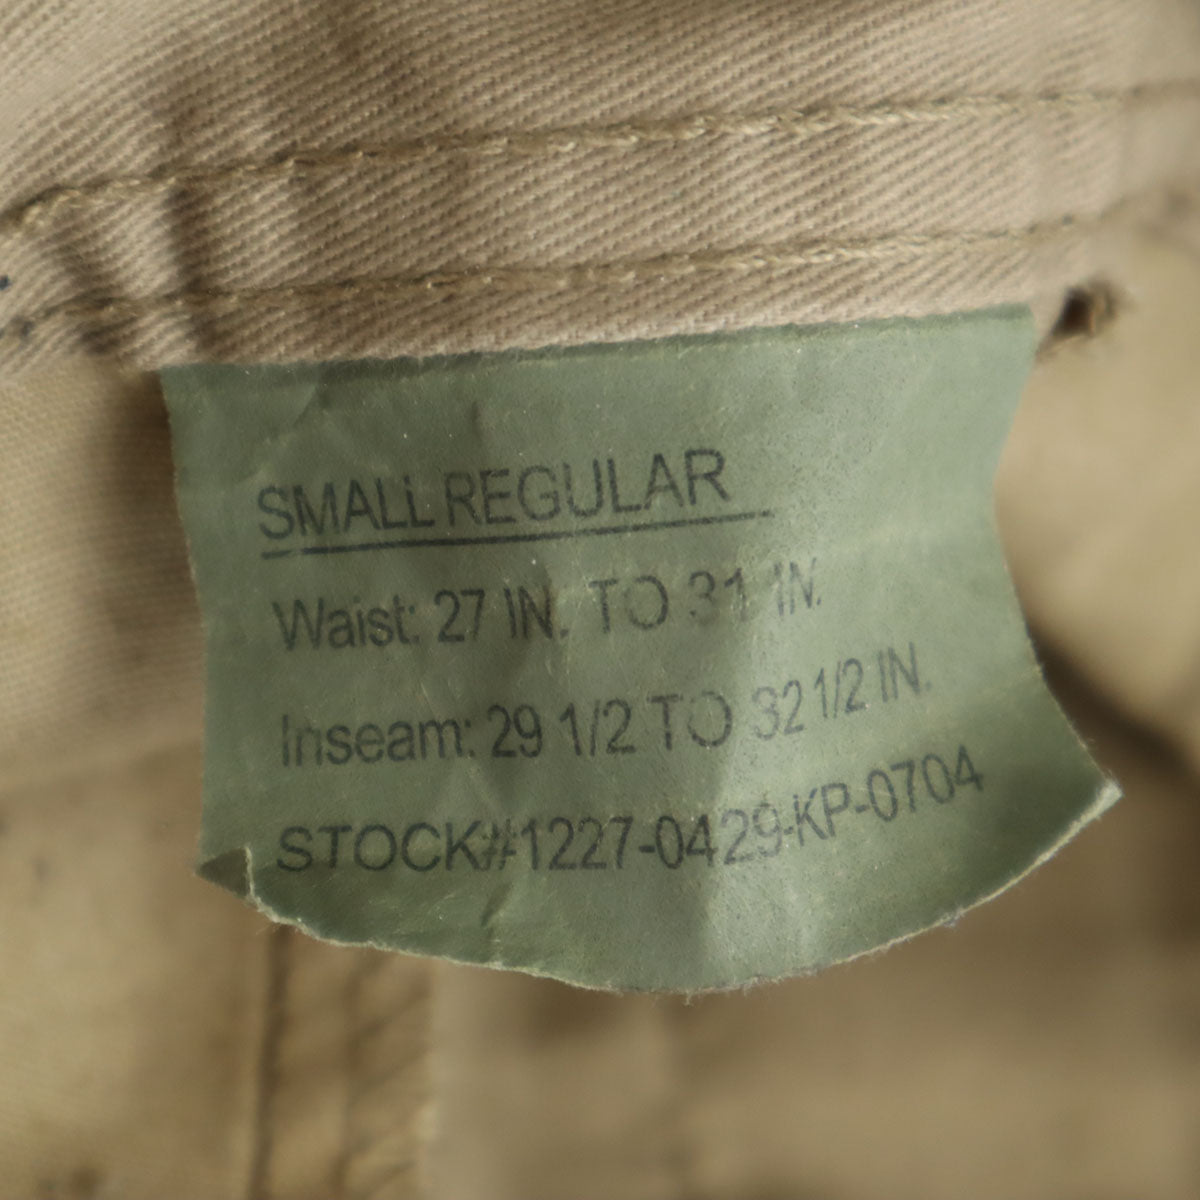 SMALL REGULAR
Waist: 27 IN. TO 31 IN.
Inseam: 29 1/2 TO 32 1/2 IN.
STOCK#1227-0429-KP-0704